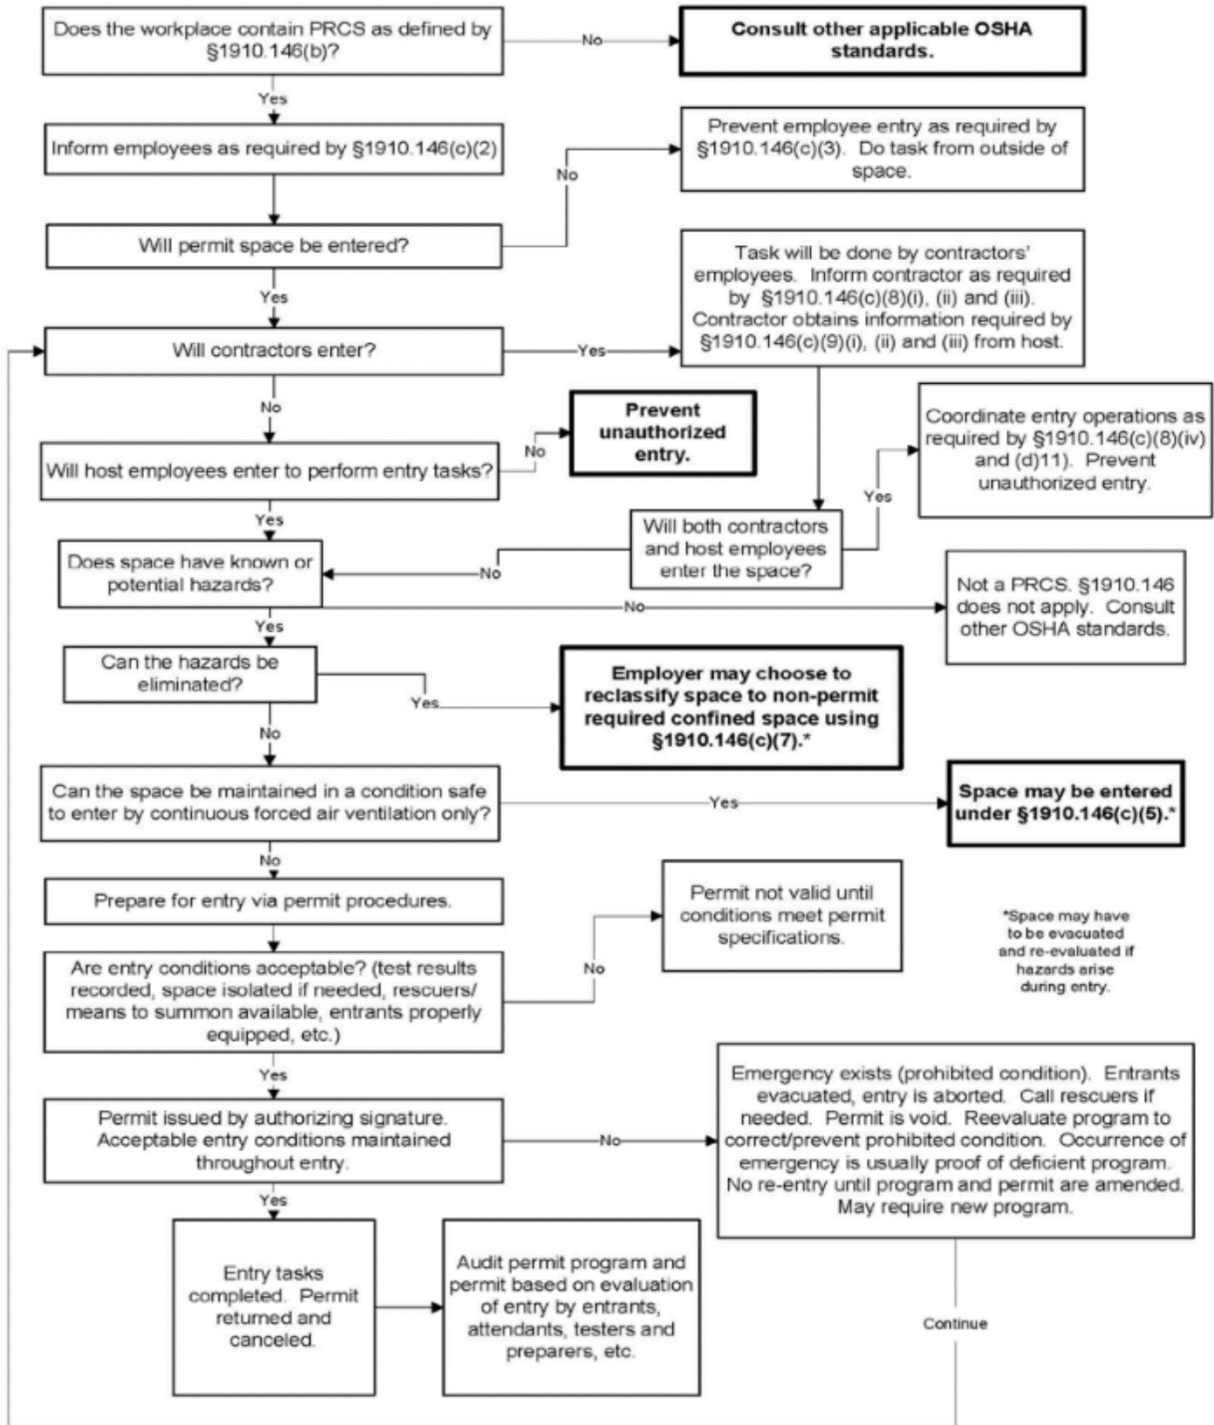 Does the workplace contain PRCS as defined by
§1910.146(b)?
No
Consult other applicable OSHA
standards.
Yes
Inform employees as required by §1910.146(c)(2)
Prevent employee entry as required by
§1910.146(c)(3). Do task from outside of
space.
No
Will permit space be entered?
Yes
Task will be done by contractors'
employees. Inform contractor as required
by §1910.146(c)(8)(i), (ii) and (iii).
Contractor obtains information required by
§1910.146(c)(9)(i), (ii) and (iii) from host.
Will contractors enter?
Yes
No
Prevent
unauthorized
entry.
Coordinate entry operations as
required by §1910.146(c)(8)(iv)
and (d)11). Prevent
unauthorized entry.
Will host employees enter to perform entry tasks?
No
Yes
Yes
Will both contractors
and host employees
enter the space?
Does space have known or
potential hazards?
No
No
Not a PRCS. §1910.146
does not apply. Consult
other OSHA standards.
Yes
Can the hazards be
eliminated?
Yes
Employer may choose to
reclassify space to non-permit
required confined space using
§1910.146(c)(7).*
No
Can the space be maintained in a condition safe
to enter by continuous forced air ventilation only?
Yes
Space may be entered
under §1910.146(c)(5).*
No
Prepare for entry via permit procedures.
Permit not valid until
conditions meet permit
specifications.
*Space may have
to be evacuated
and re-evaluated if
hazards arise
during entry.
Are entry conditions acceptable? (test results
recorded, space isolated if needed, rescuers/
means to summon available, entrants properly
equipped, etc.)
No
Yes
Permit issued by authorizing signature.
Acceptable entry conditions maintained
throughout entry.
No
Emergency exists (prohibited condition). Entrants
evacuated, entry is aborted. Call rescuers if
needed. Permit is void. Reevaluate program to
correct/prevent prohibited condition. Occurrence of
emergency is usually proof of deficient program.
No re-entry until program and permit are amended.
May require new program.
Yes
Entry tasks
completed. Permit
returned and
canceled.
Audit permit program and
permit based on evaluation
of entry by entrants,
attendants, testers and
preparers, etc.
Continue